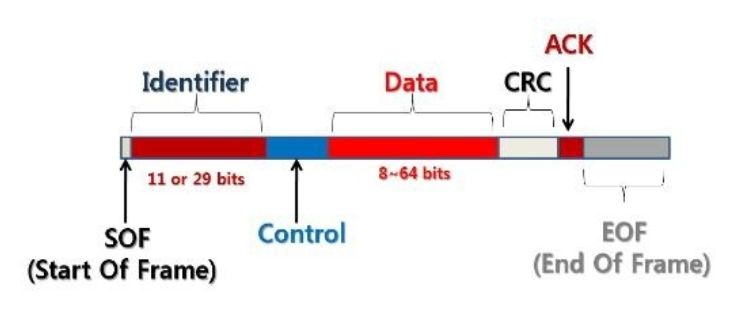 ACK
Identifier
Data
CRC
11 or 29 bits
8~64 bits
SOF
(Start Of Frame)
Control
EOF
(End Of Frame)